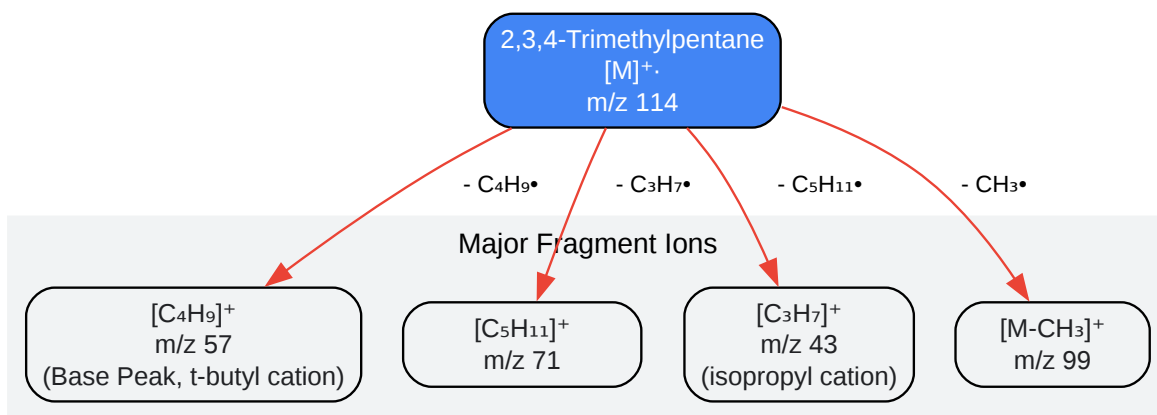 2,3,4-Trimethylpentane
[M]⁺·
m/z 114
- C₄H₉•
- C₃H₇•
- C₅H₁₁•
- CH₃•
Major Fragment Ions
[C₄H₉]⁺
m/z 57
(Base Peak, t-butyl cation)
[C₅H₁₁]⁺
m/z 71
[C₃H₇]⁺
m/z 43
(isopropyl cation)
[M-CH₃]⁺
m/z 99